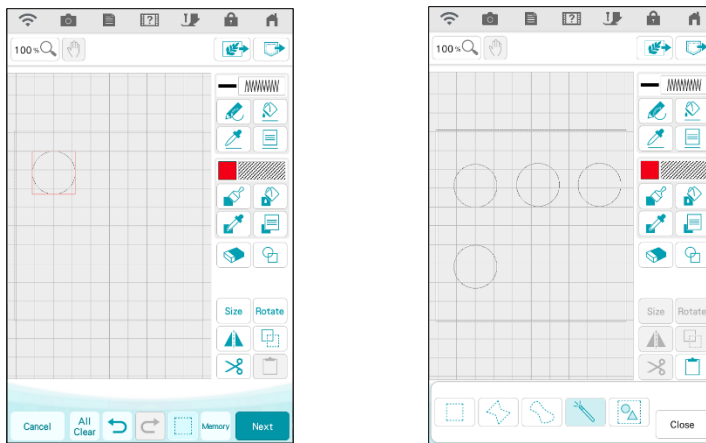 100 %
Size Rotate
Cancel
All
Clear
Memory
Next
100 %
Size Rotate
Close